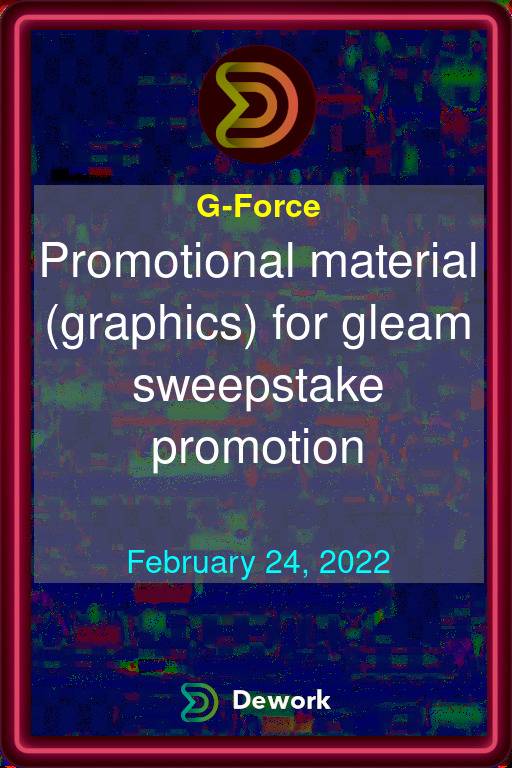 G-Force
Promotional material
(graphics) for gleam
sweepstake
promotion
February 24, 2022
Dework